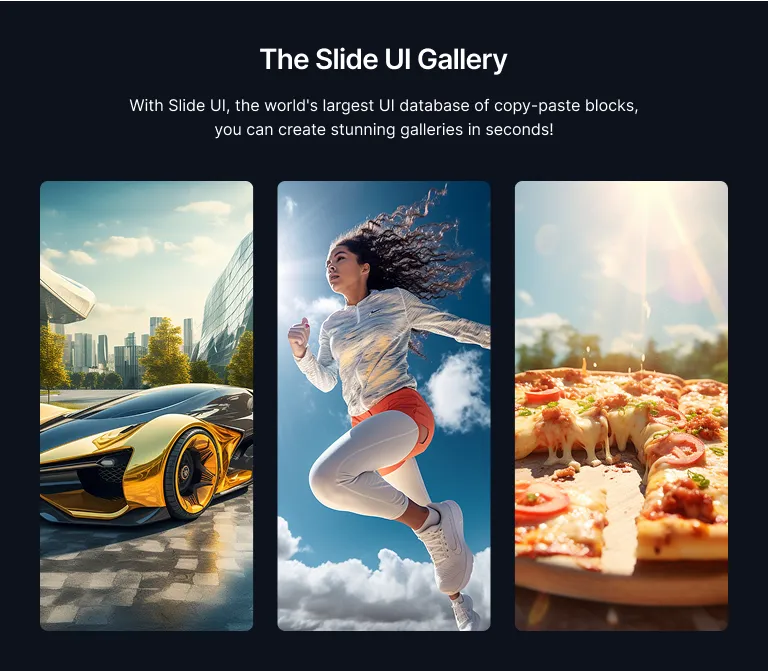 The Slide UI Gallery
With Slide UI, the world's largest UI database of copy-paste blocks,
you can create stunning galleries in seconds!